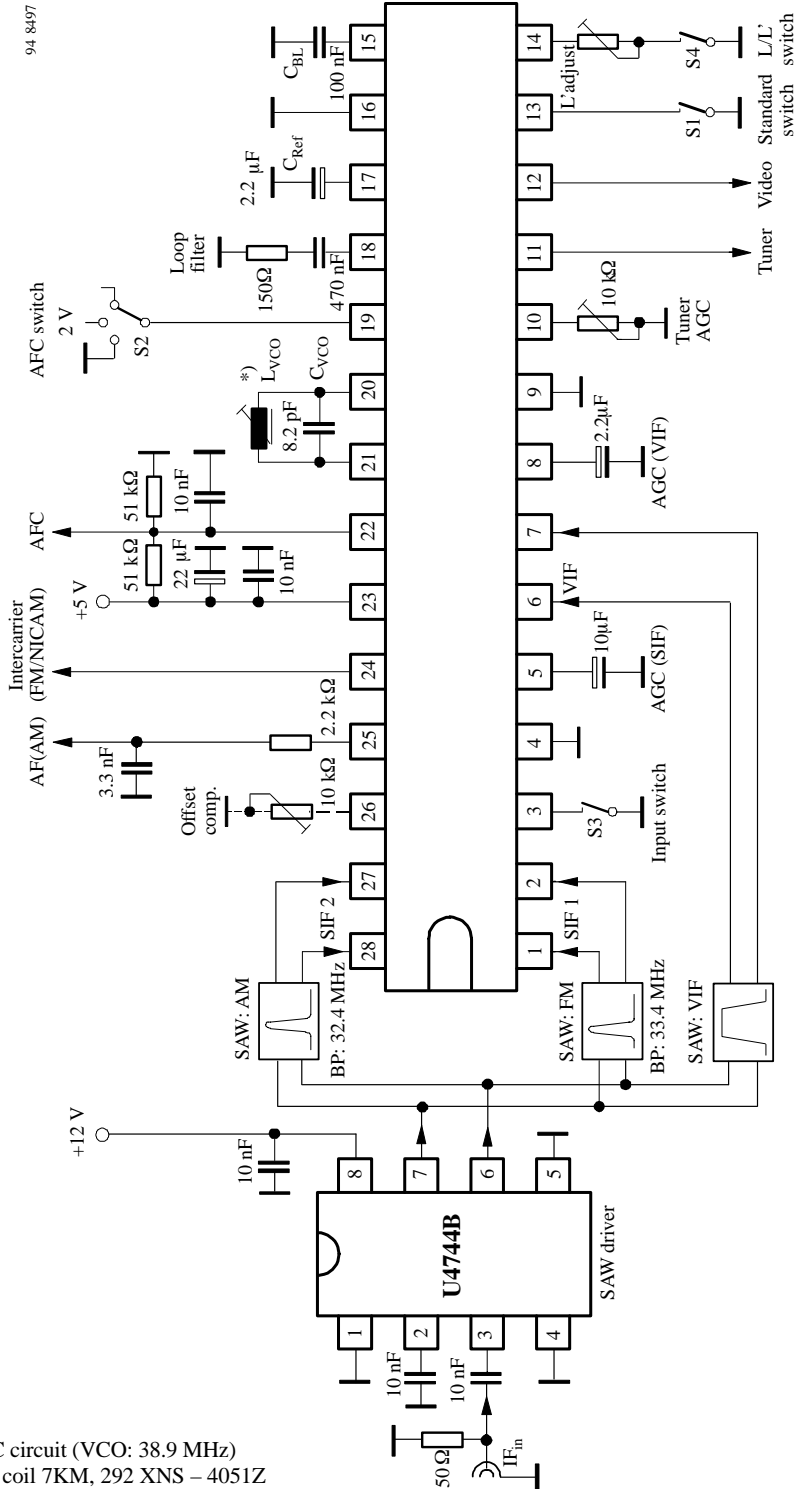 94 8497
C_BL
100 nF
15
16
2.2 µF
C_Ref
17
Loop
filter
150Ω
470 nF
18
AFC switch
2 V
S2
19
*)
L_VCO
C_VCO
8.2 pF
20
21
AFC
51 kΩ
10 nF
22
+5 V
51 kΩ
22 µF
10 nF
23
Intercarrier
(FM/NICAM)
24
AF(AM)
3.3 nF
2.2 kΩ
25
Offset
comp.
10 kΩ
26
27
SIF 2
28
14
L'adjust
S4
L/L'
switch
13
S1
Standard
switch
12
Video
11
Tuner
10
10 kΩ
Tuner
AGC
9
8
2.2µF
AGC (VIF)
7
VIF
6
5
10µF
AGC (SIF)
4
3
S3
Input switch
2
SIF 1
1
SAW: AM
BP: 32.4 MHz
SAW: FM
BP: 33.4 MHz
SAW: VIF
+12 V
10 nF
8
7
6
5
U4744B
SAW driver
1
2
3
4
10 nF
10 nF
50 Ω
IF_in
C circuit (VCO: 38.9 MHz)
coil 7KM, 292 XNS – 4051Z